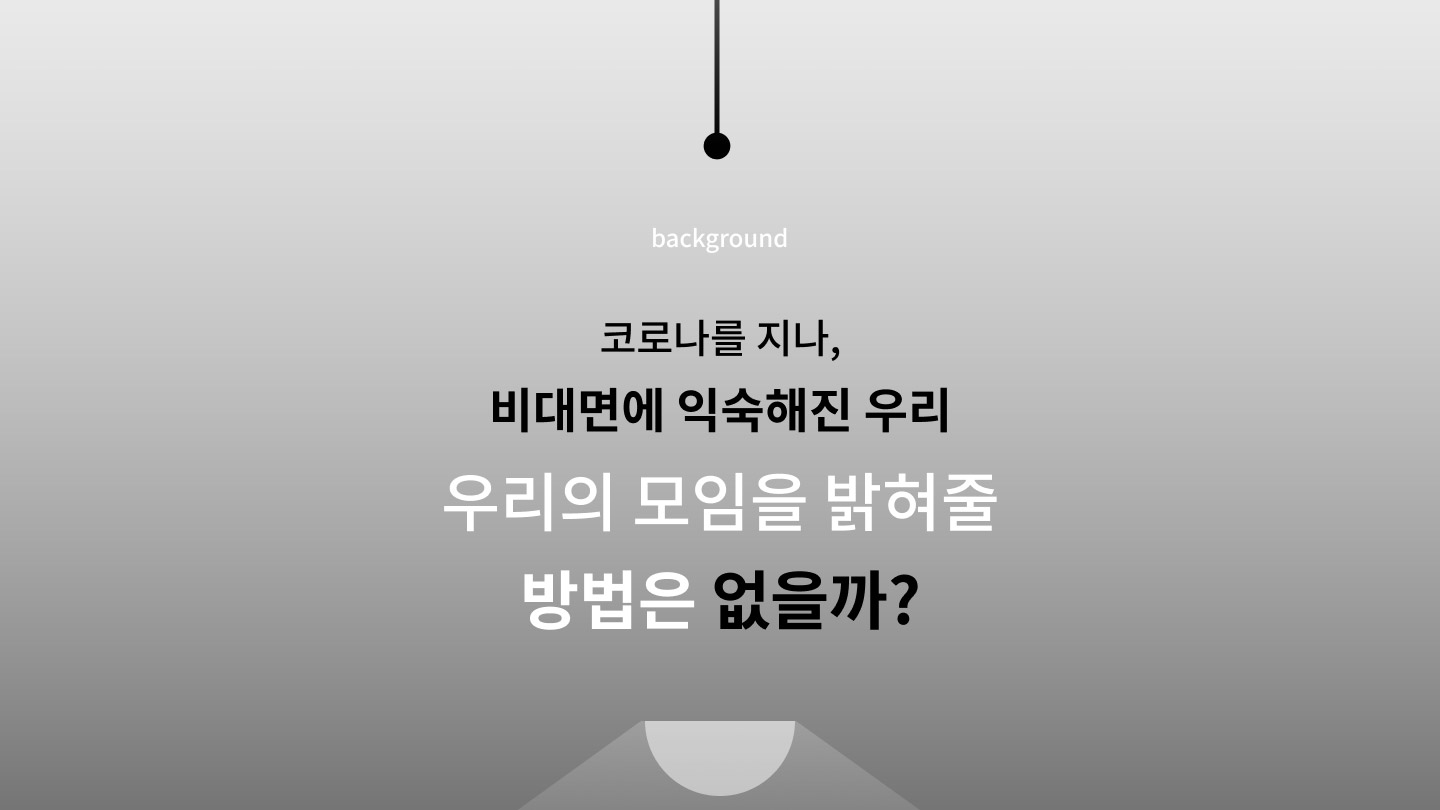 background
코로나를 지나,
비대면에 익숙해진 우리
우리의 모임을 밝혀줄
방법은 없을까?